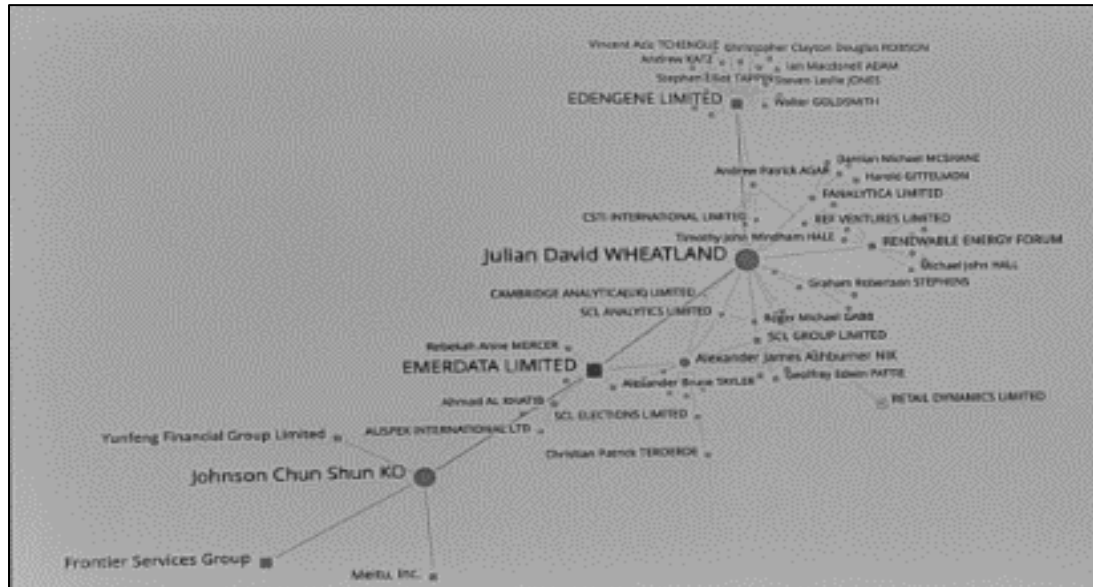 Vincent Aziz TCHENGUIZ
Christopher Clayton Douglas ROBSON
Andrew KATZ
Ian Macdonell ADAM
Stephen Elliot TAPPIN
Steven Leslie JONES
EDENGENE LIMITED
Walter GOLDSMITH
Damian Michael MCSHANE
Andrew Patrick AGAR
Harold GITTELMON
FANALYTICA LIMITED
CSTI INTERNATIONAL LIMITED
REF VENTURES LIMITED
Timothy John Windham HALE
RENEWABLE ENERGY FORUM
Julian David WHEATLAND
Michael John HALL
Graham Robertson STEPHENS
CAMBRIDGE ANALYTICA(UK) LIMITED
SCL ANALYTICS LIMITED
Roger Michael GABB
SCL GROUP LIMITED
Rebekah Anne MERCER
EMERDATA LIMITED
Alexander James Ashburner NIX
Alexander Bruce TAYLER
Geoffrey Edwin PATTIE
Ahmad AL KHATIB
RETAIL DYNAMICS LIMITED
SCL ELECTIONS LIMITED
AUSPEX INTERNATIONAL LTD
Yunfeng Financial Group Limited
Christian Patrick TEROERDE
Johnson Chun Shun KO
Frontier Services Group
Meitu, Inc.